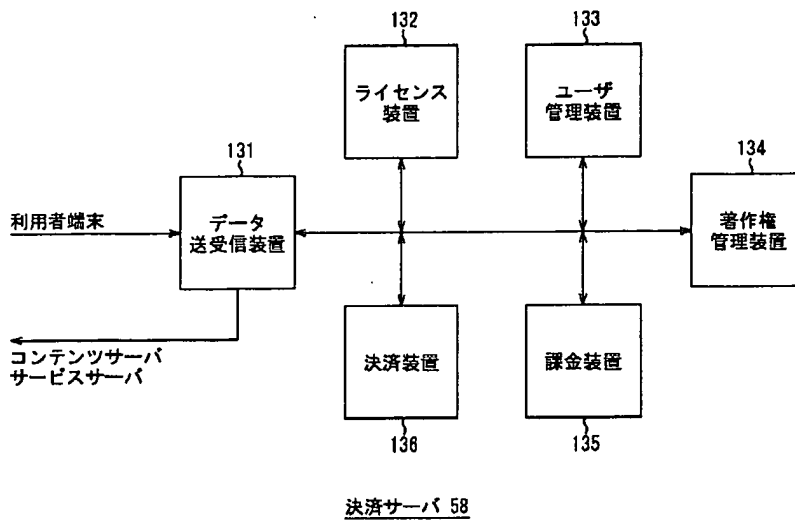 132
ライセンス
装置
133
ユーザ
管理装置
131
データ
送受信装置
134
著作権
管理装置
利用者端末
コンテンツサーバ
サービスサーバ
決済装置
136
課金装置
135
決済サーバ 58